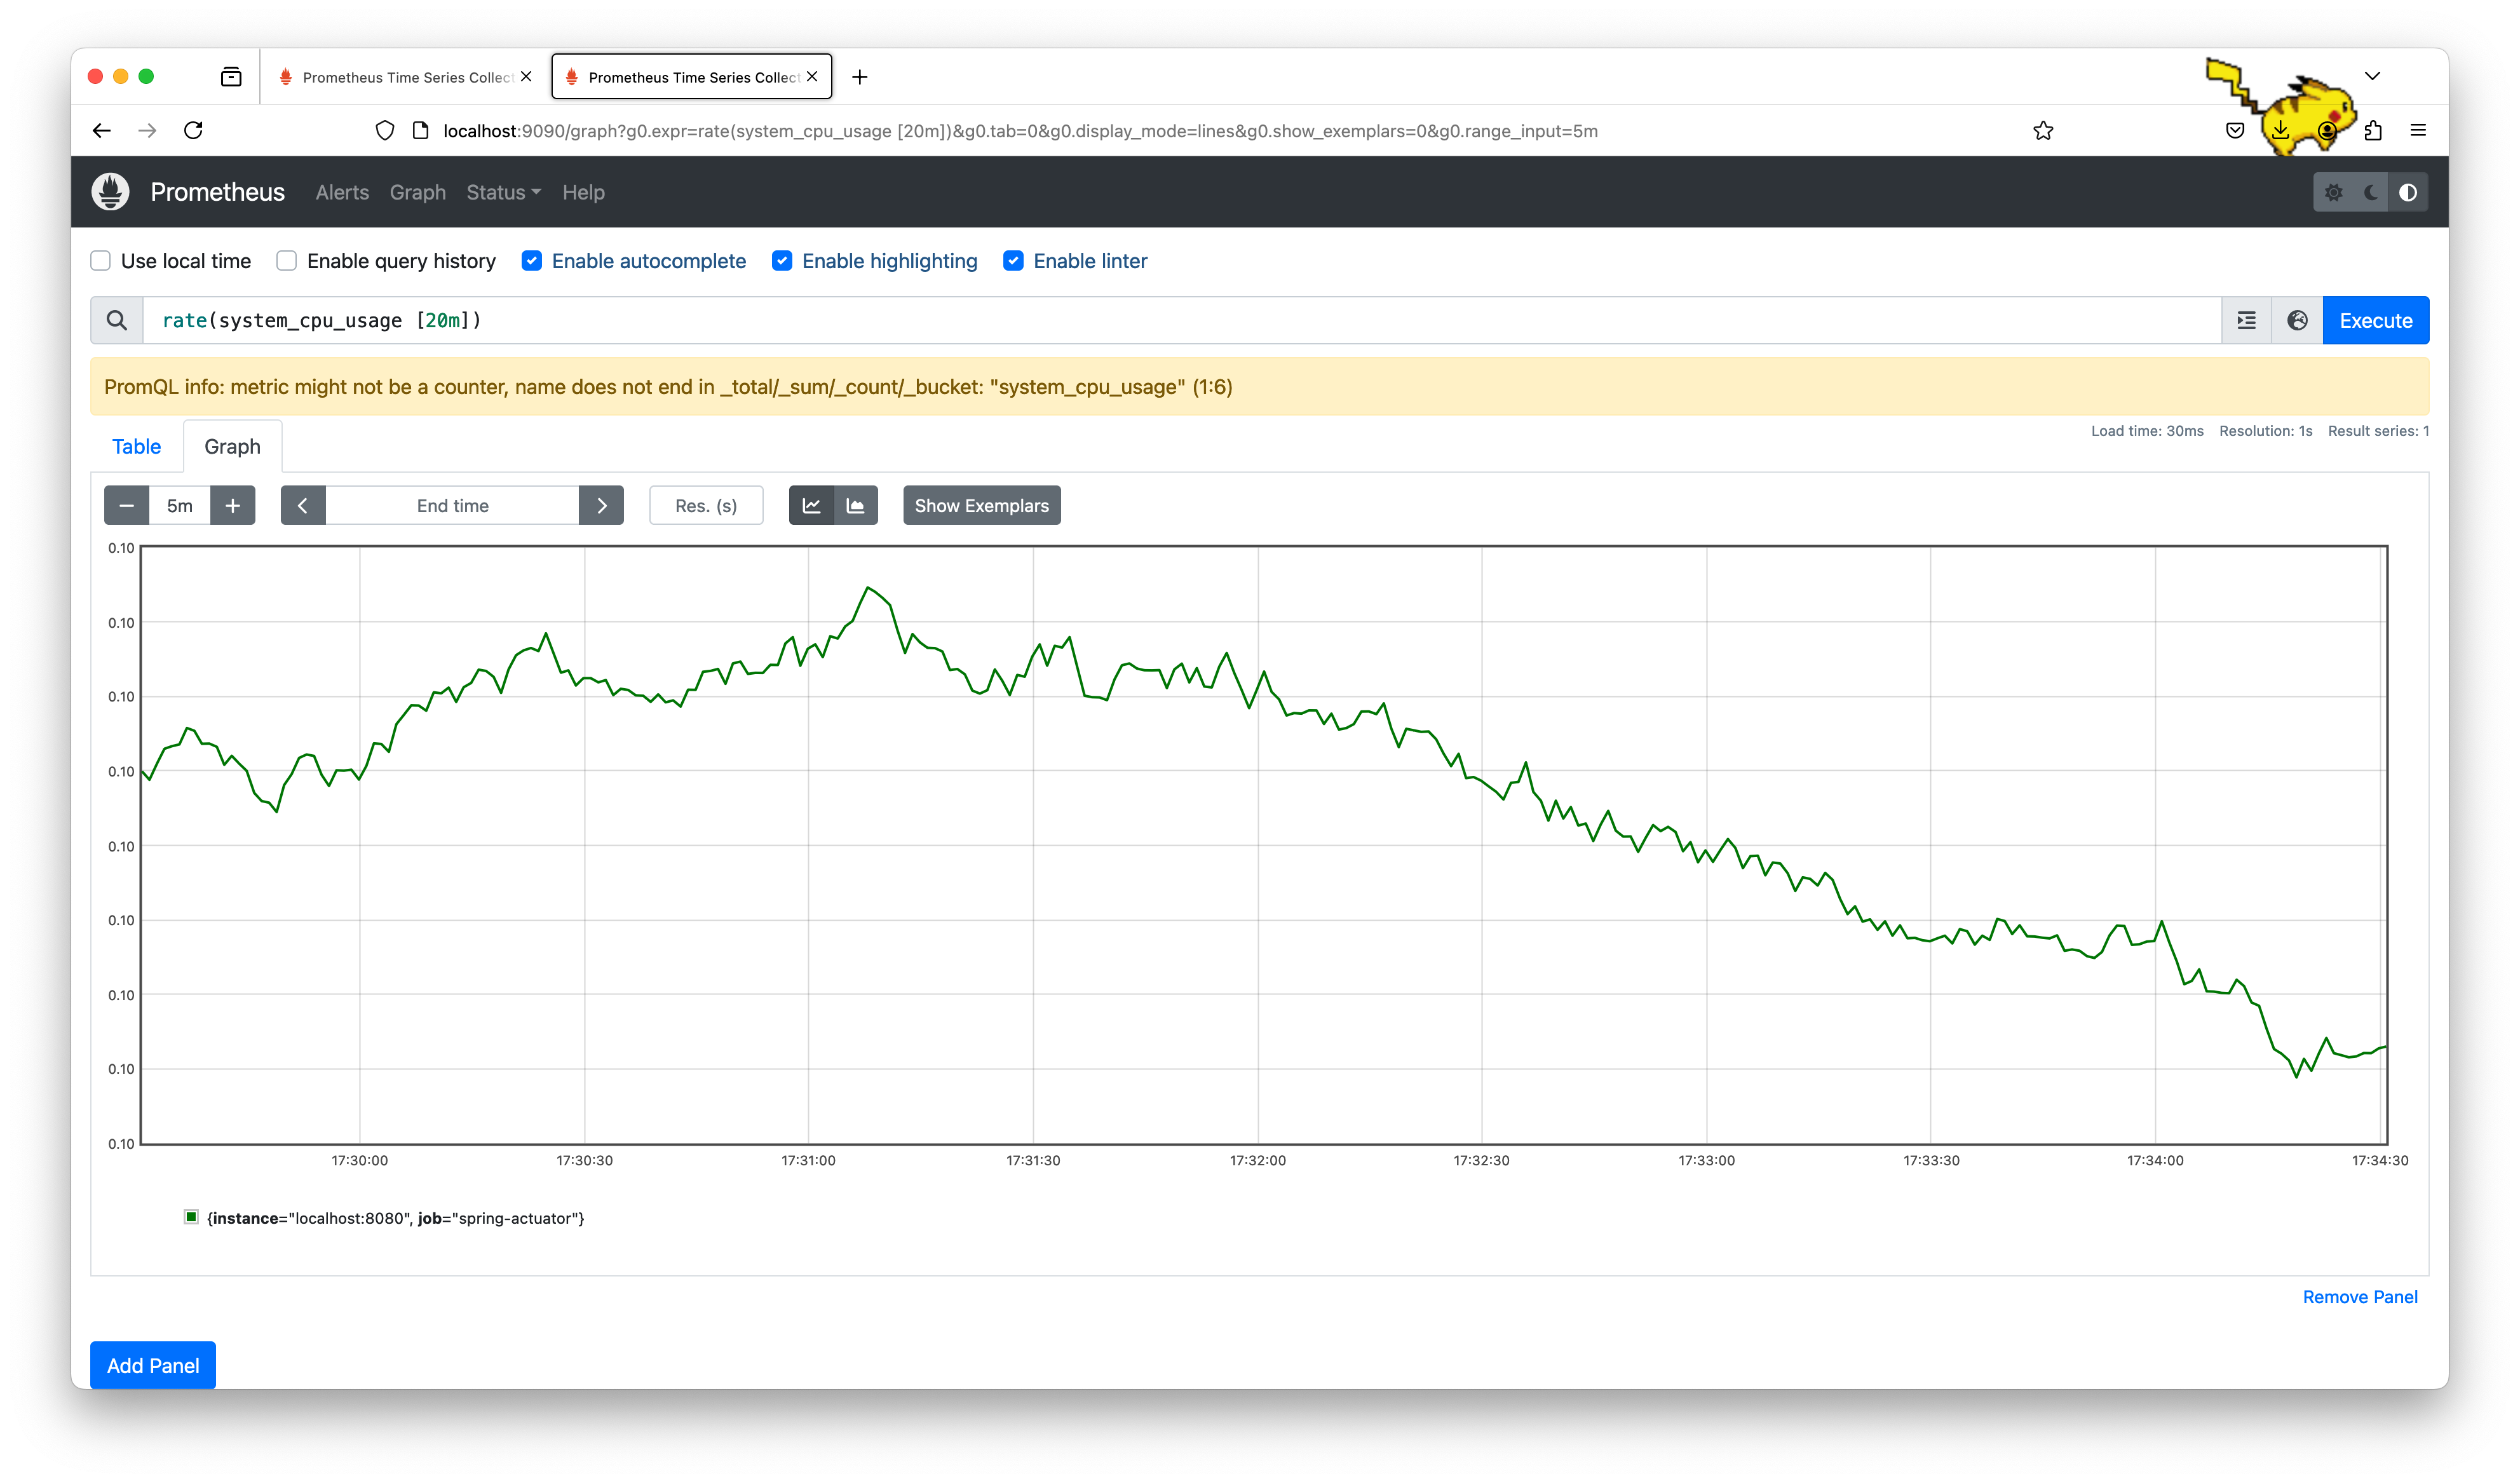 Prometheus Time Series Collect
Prometheus Time Series Collect
localhost:9090/graph?g0.expr=rate(system_cpu_usage [20m])&g0.tab=0&g0.display_mode=lines&g0.show_exemplars=0&g0.range_input=5m
Prometheus Alerts Graph Status Help
Use local time Enable query history Enable autocomplete Enable highlighting Enable linter
rate(system_cpu_usage [20m])
Execute
PromQL info: metric might not be a counter, name does not end in _total/_sum/_count/_bucket: "system_cpu_usage" (1:6)
Table Graph
Load time: 30ms Resolution: 1s Result series: 1
5m End time Res. (s) Show Exemplars
0.10
0.10
0.10
0.10
0.10
0.10
0.10
0.10
0.10
17:30:00 17:30:30 17:31:00 17:31:30 17:32:00 17:32:30 17:33:00 17:33:30 17:34:00 17:34:30
{instance="localhost:8080", job="spring-actuator"}
Remove Panel
Add Panel